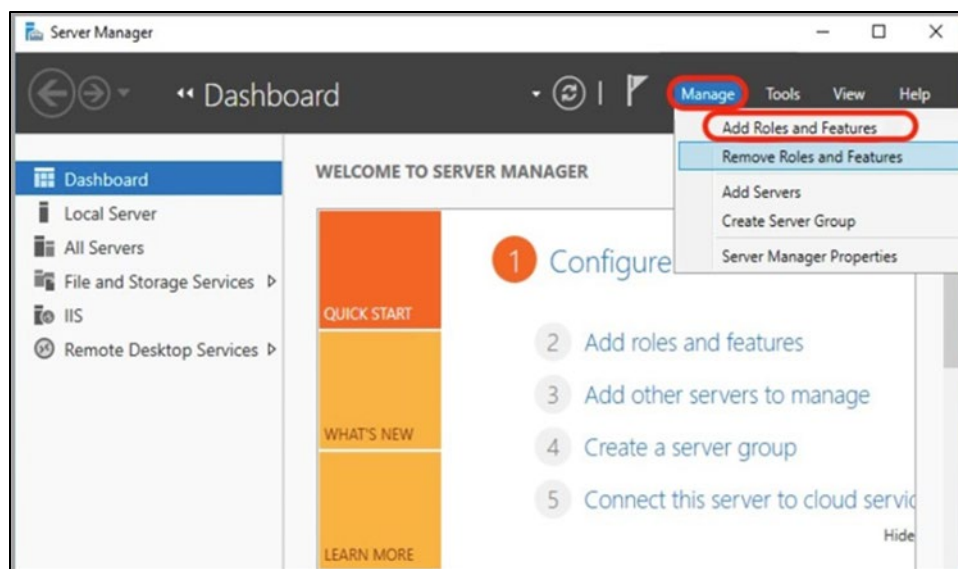 Server Manager
Dashboard
Manage Tools View Help
Add Roles and Features
Remove Roles and Features
Add Servers
Create Server Group
Server Manager Properties
Dashboard
Local Server
All Servers
File and Storage Services
IIS
Remote Desktop Services
WELCOME TO SERVER MANAGER
QUICK START
WHAT'S NEW
LEARN MORE
1 Configure
2 Add roles and features
3 Add other servers to manage
4 Create a server group
5 Connect this server to cloud servic
Hide